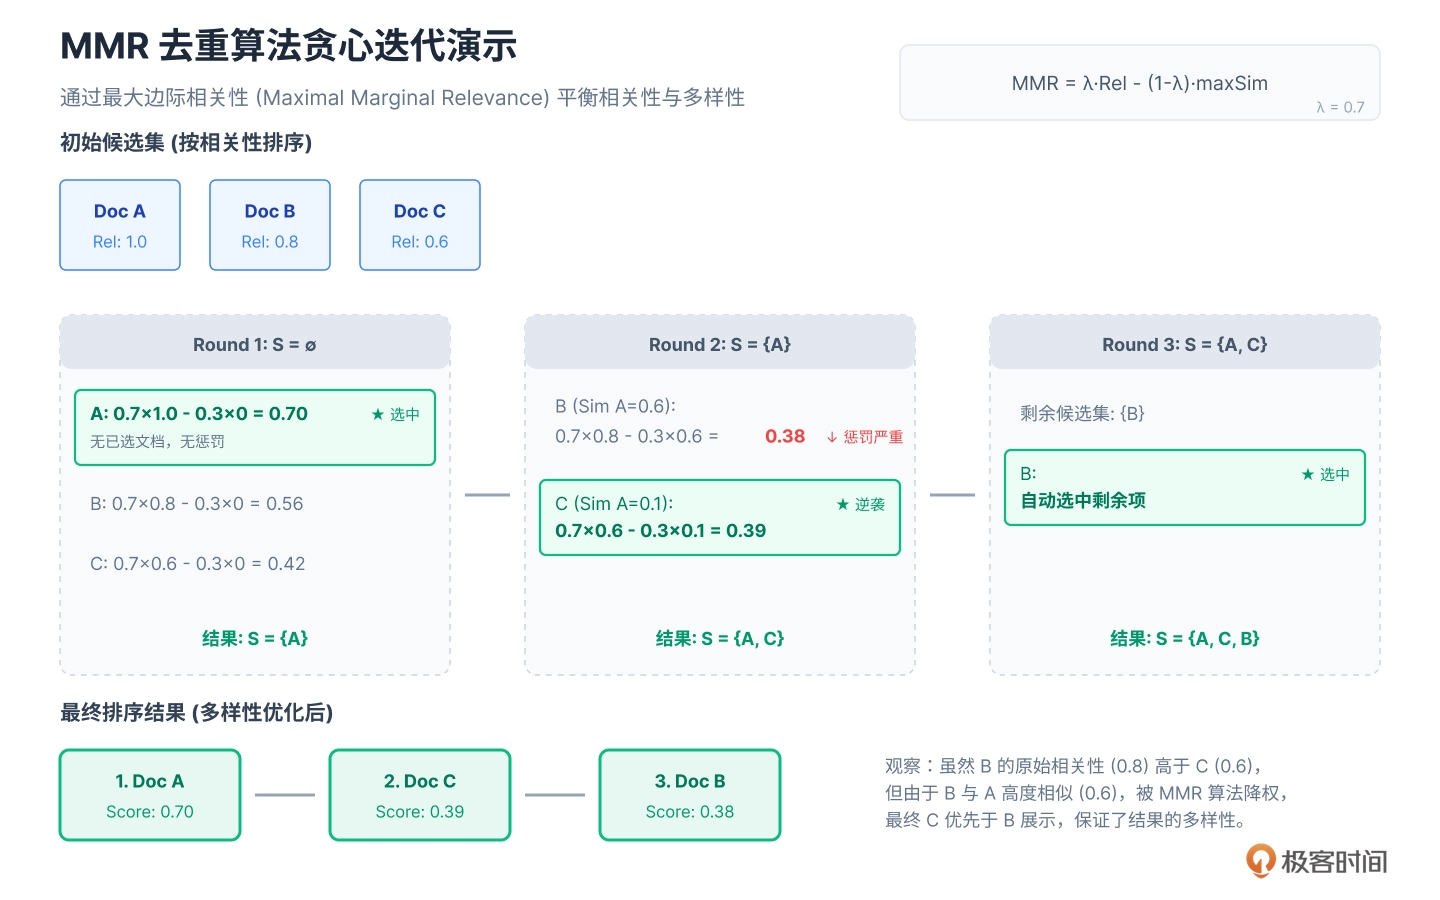 MMR 去重算法贪心迭代演示
通过最大边际相关性 (Maximal Marginal Relevance) 平衡相关性与多样性
MMR = λ·Rel - (1-λ)·maxSim
λ = 0.7
初始候选集 (按相关性排序)
Doc A
Rel: 1.0
Doc B
Rel: 0.8
Doc C
Rel: 0.6
Round 1: S = ∅
A: 0.7×1.0 - 0.3×0 = 0.70
★ 选中
无已选文档，无惩罚
B: 0.7×0.8 - 0.3×0 = 0.56
C: 0.7×0.6 - 0.3×0 = 0.42
结果: S = {A}
Round 2: S = {A}
B (Sim A=0.6):
0.7×0.8 - 0.3×0.6 = 0.38 ↓ 惩罚严重
C (Sim A=0.1):
★ 逆袭
0.7×0.6 - 0.3×0.1 = 0.39
结果: S = {A, C}
Round 3: S = {A, C}
剩余候选集: {B}
B:
★ 选中
自动选中剩余项
结果: S = {A, C, B}
最终排序结果 (多样性优化后)
1. Doc A
Score: 0.70
2. Doc C
Score: 0.39
3. Doc B
Score: 0.38
观察：虽然 B 的原始相关性 (0.8) 高于 C (0.6)，
但由于 B 与 A 高度相似 (0.6)，被 MMR 算法降权，
最终 C 优先于 B 展示，保证了结果的多样性。
极客时间